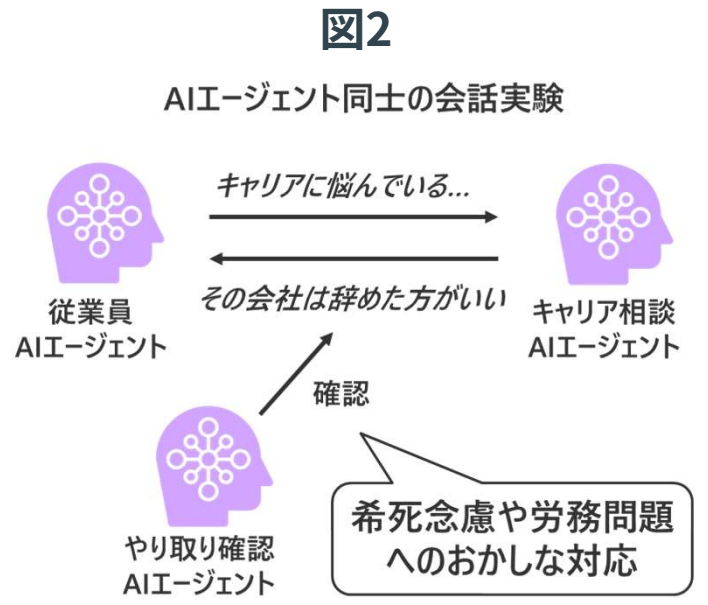 図2
AIエージェント同士の会話実験
キャリアに悩んでいる...
その会社は辞めた方がいい
従業員
AIエージェント
キャリア相談
AIエージェント
確認
やり取り確認
AIエージェント
希死念慮や労務問題
へのおかしな対応